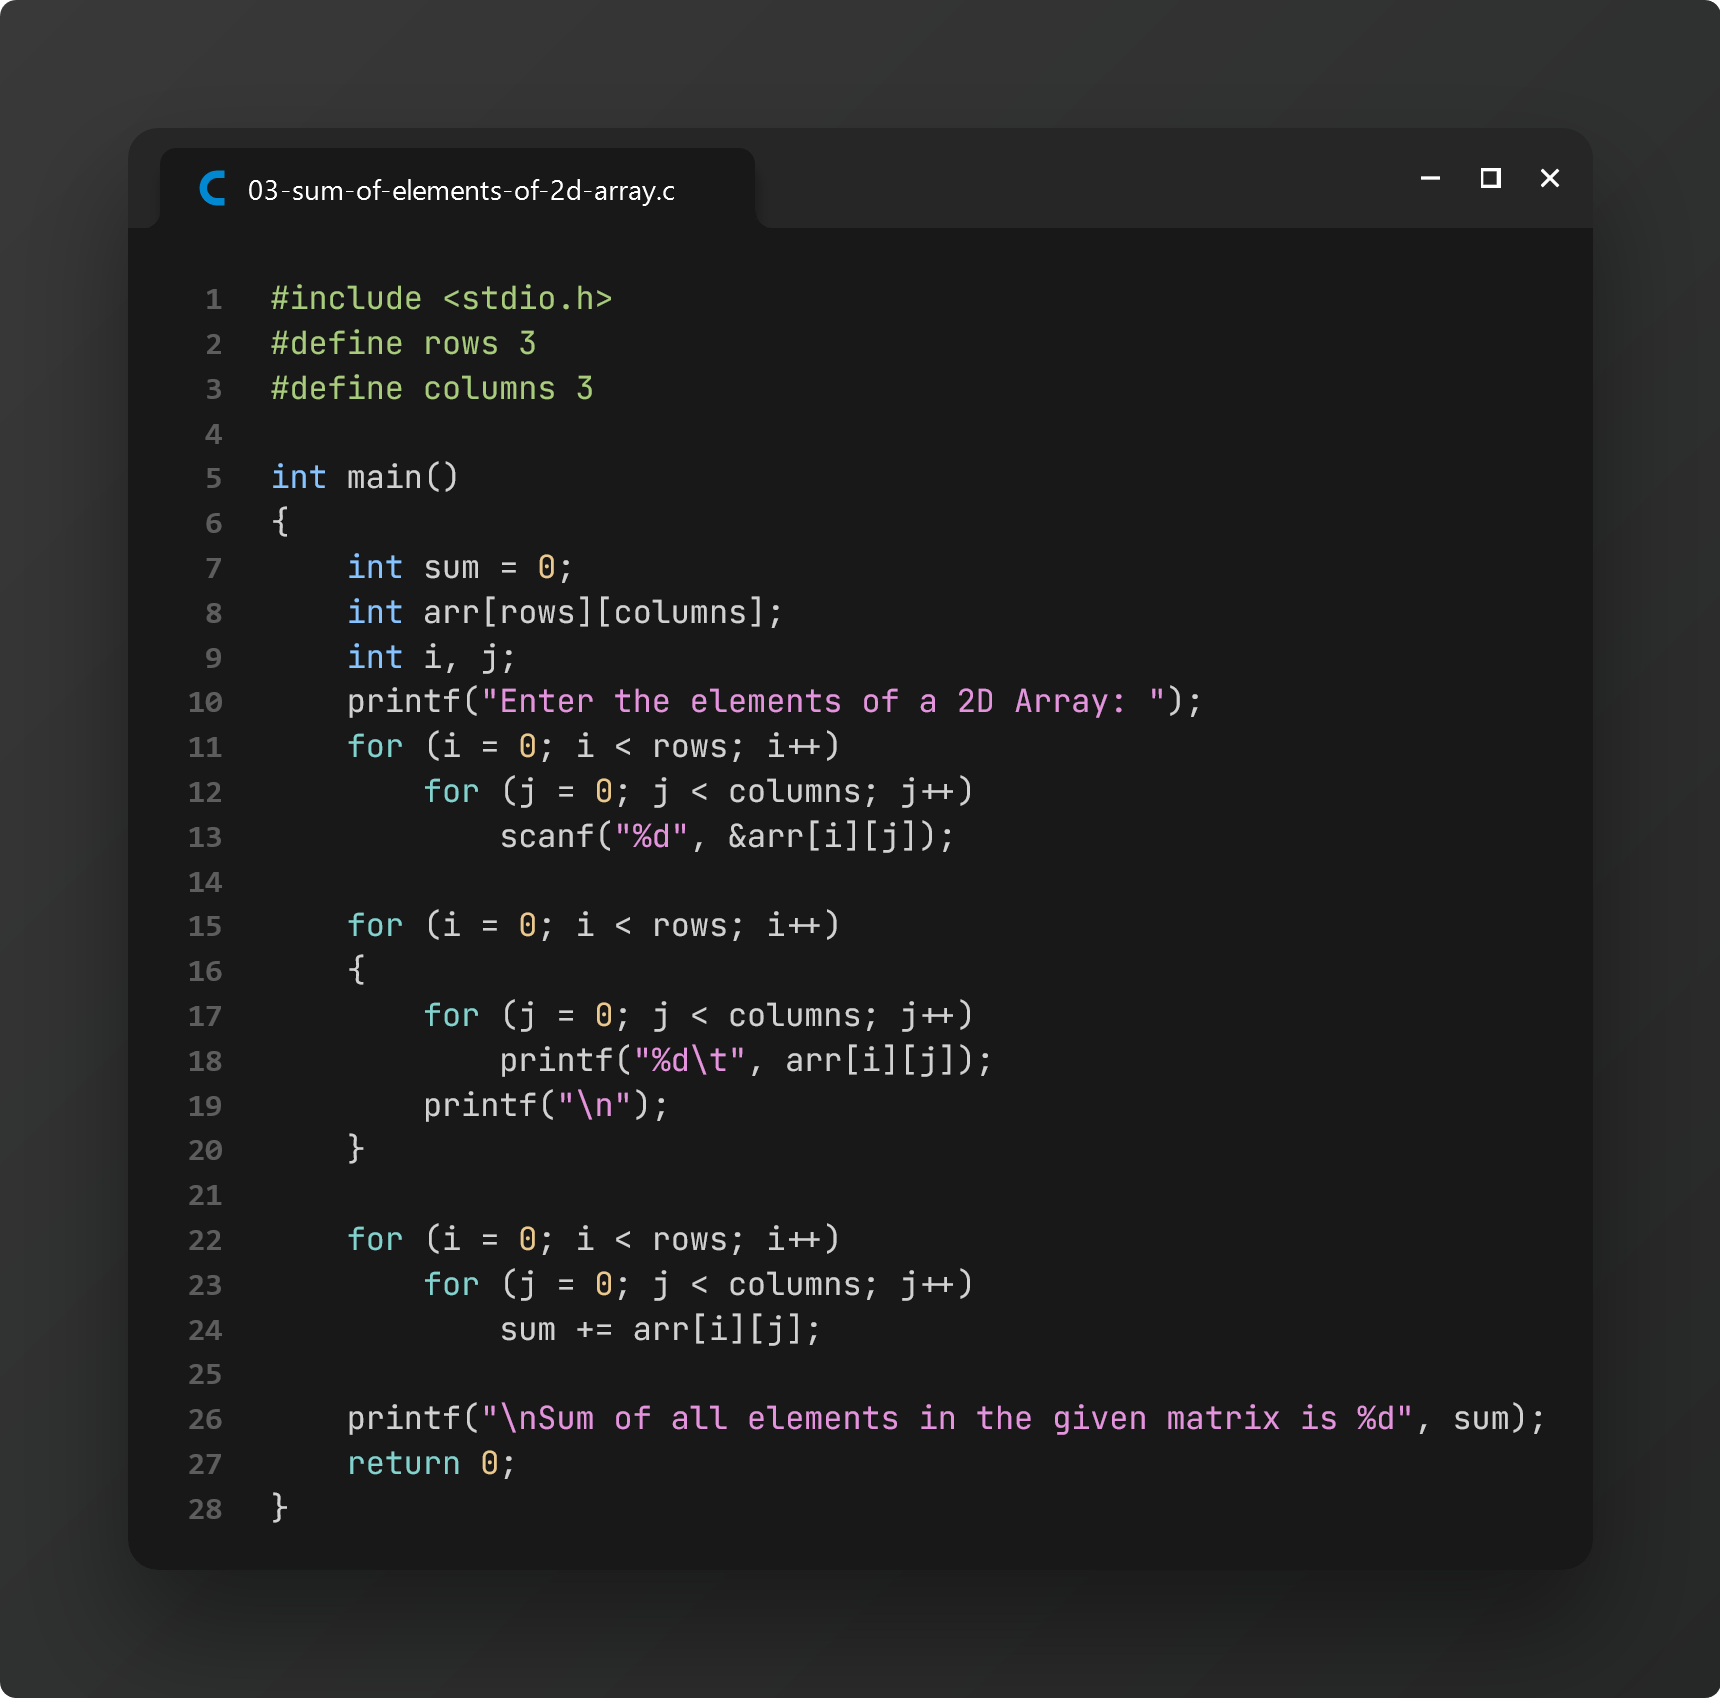 03-sum-of-elements-of-2d-array.c
1 #include <stdio.h>
2 #define rows 3
3 #define columns 3
4
5 int main()
6 {
7     int sum = 0;
8     int arr[rows][columns];
9     int i, j;
10     printf("Enter the elements of a 2D Array: ");
11     for (i = 0; i < rows; i++)
12         for (j = 0; j < columns; j++)
13             scanf("%d", &arr[i][j]);
14
15     for (i = 0; i < rows; i++)
16     {
17         for (j = 0; j < columns; j++)
18             printf("%d\t", arr[i][j]);
19         printf("\n");
20     }
21
22     for (i = 0; i < rows; i++)
23         for (j = 0; j < columns; j++)
24             sum += arr[i][j];
25
26     printf("\nSum of all elements in the given matrix is %d", sum);
27     return 0;
28 }